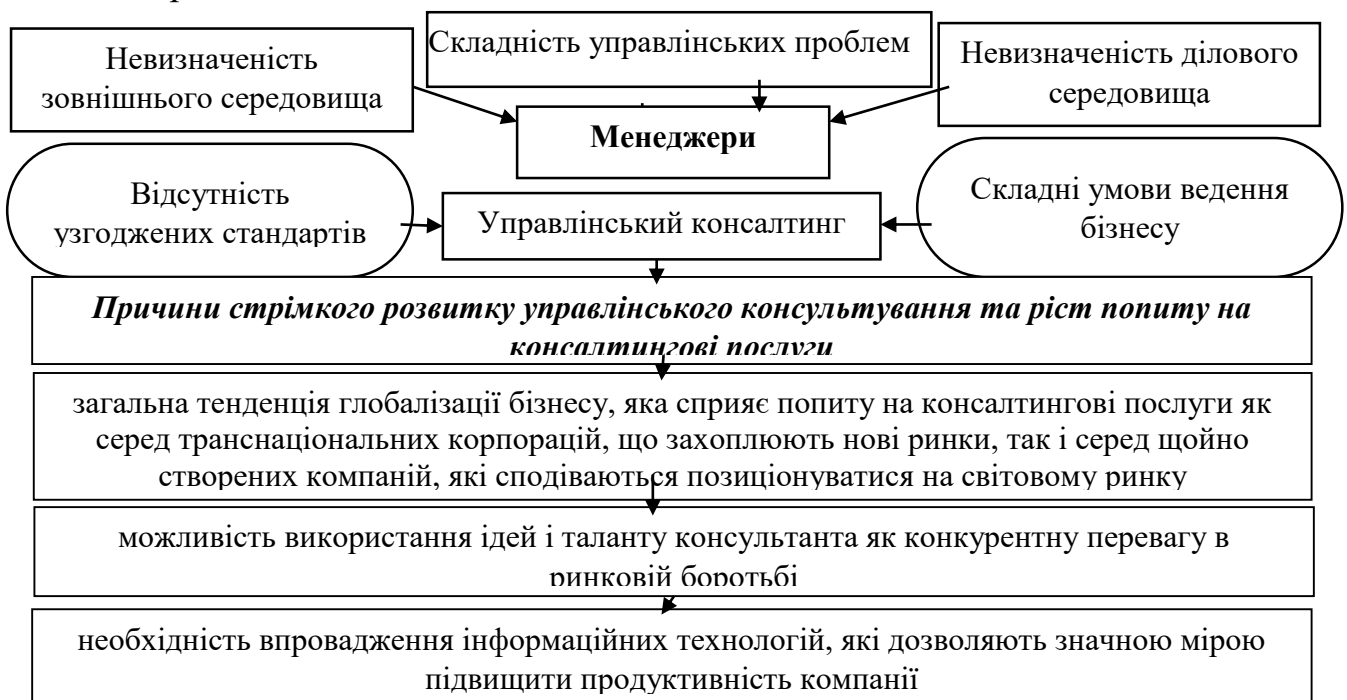 Невизначеність
зовнішнього середовища
Складність управлінських проблем
Невизначеність ділового
середовища
Менеджери
Відсутність
узгоджених стандартів
Управлінський консалтинг
Складні умови ведення
бізнесу
Причини стрімкого розвитку управлінського консультування та ріст попиту на
консалтингові послуги
загальна тенденція глобалізації бізнесу, яка сприяє попиту на консалтингові послуги як
серед транснаціональних корпорацій, що захоплюють нові ринки, так і серед щойно
створених компаній, які сподіваються позиціонуватися на світовому ринку
можливість використання ідей і таланту консультанта як конкурентну перевагу в
ринковій боротьбі
необхідність впровадження інформаційних технологій, які дозволяють значною мірою
підвищити продуктивність компанії